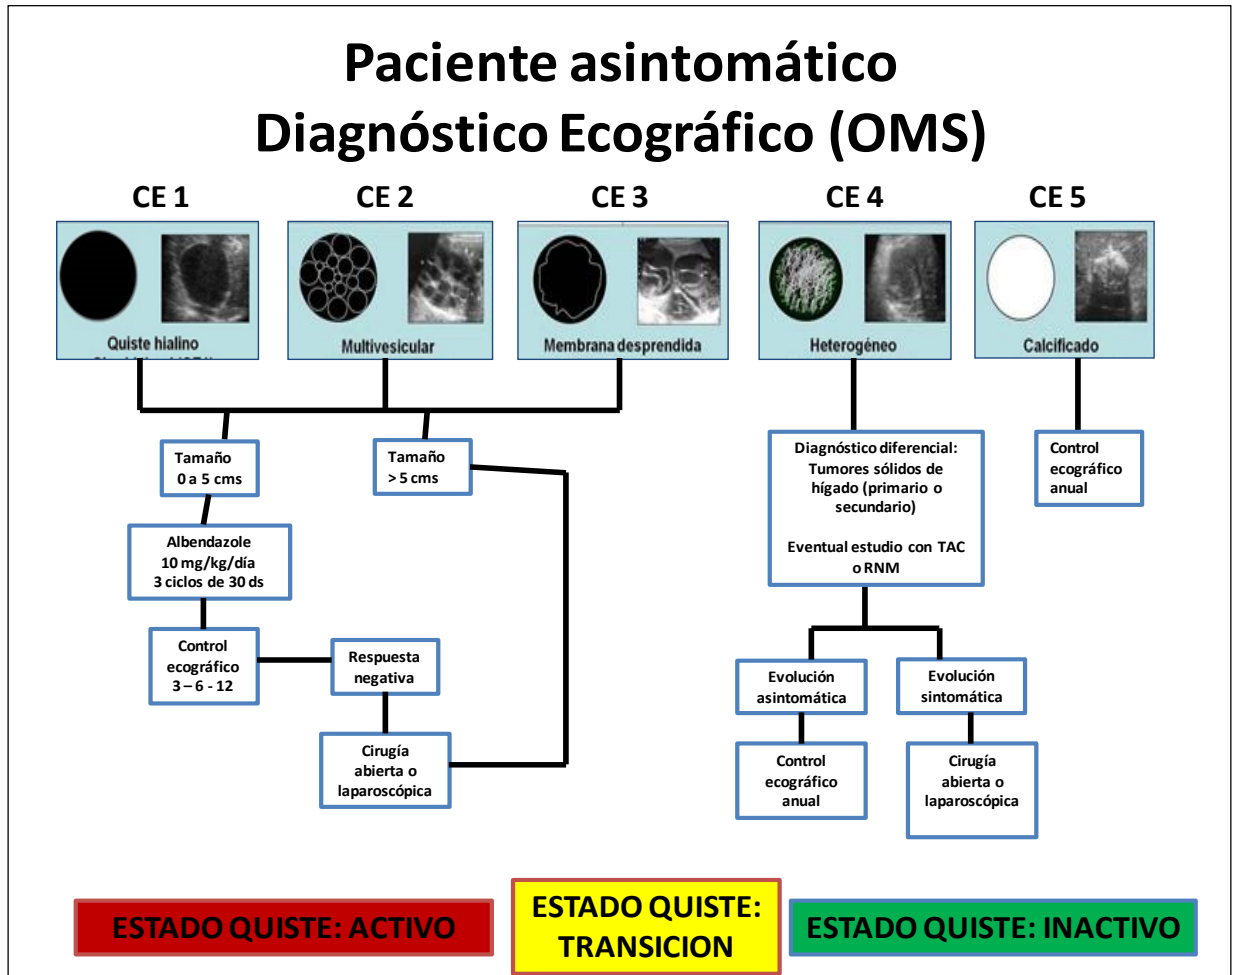 Paciente asintomático
Diagnóstico Ecográfico (OMS)
CE 1
CE 2
CE 3
CE 4
CE 5
Quiste hialino
Multivesicular
Membrana desprendida
Heterogéneo
Calcificado
Tamaño
0 a 5 cms
Tamaño
> 5 cms
Diagnóstico diferencial:
Tumores sólidos de
hígado (primario o
secundario)
Eventual estudio con TAC
o RNM
Control
ecográfico
anual
Albendazole
10 mg/kg/día
3 ciclos de 30 ds
Control
ecográfico
3 – 6 - 12
Respuesta
negativa
Cirugía
abierta o
laparoscópica
Evolución
asintomática
Evolución
sintomática
Control
ecográfico
anual
Cirugía
abierta o
laparoscópica
ESTADO QUISTE: ACTIVO
ESTADO QUISTE:
TRANSICION
ESTADO QUISTE: INACTIVO